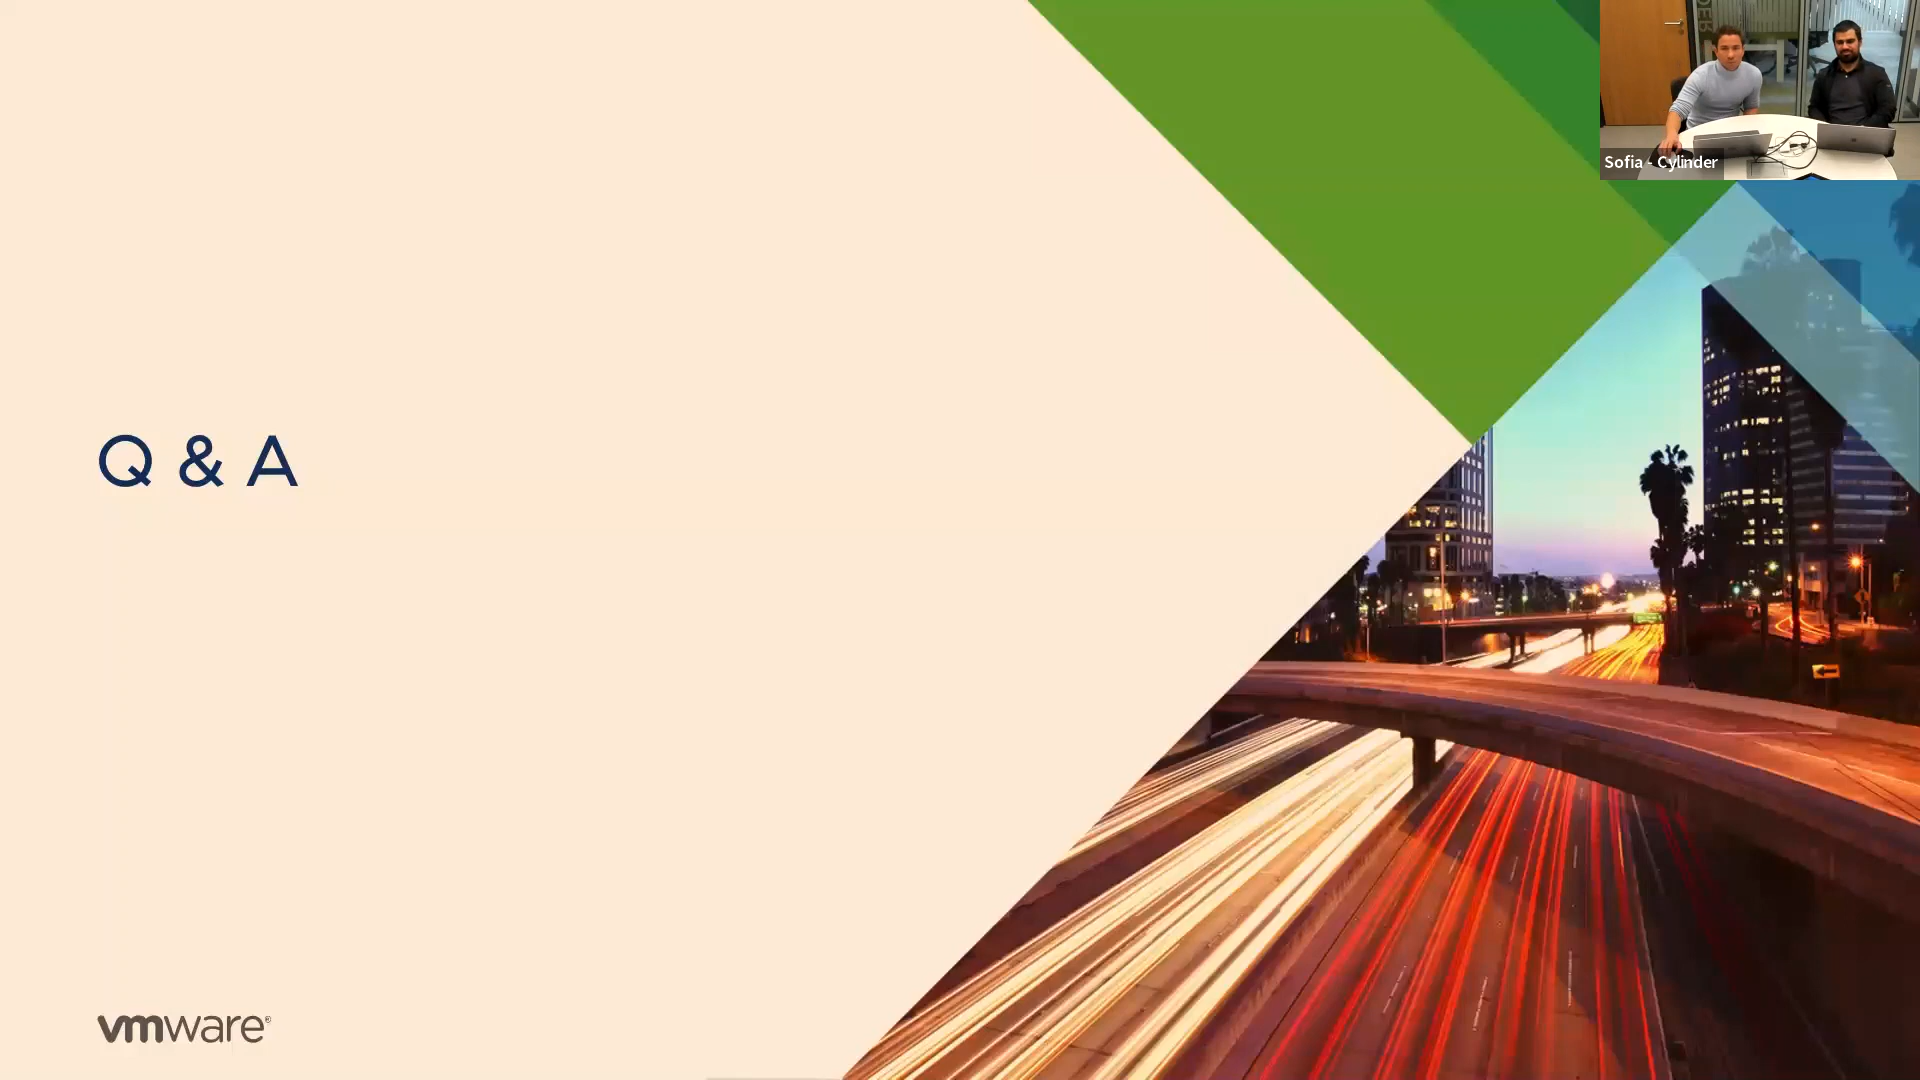 Q & A
Sofia - Cylinder
vmware®